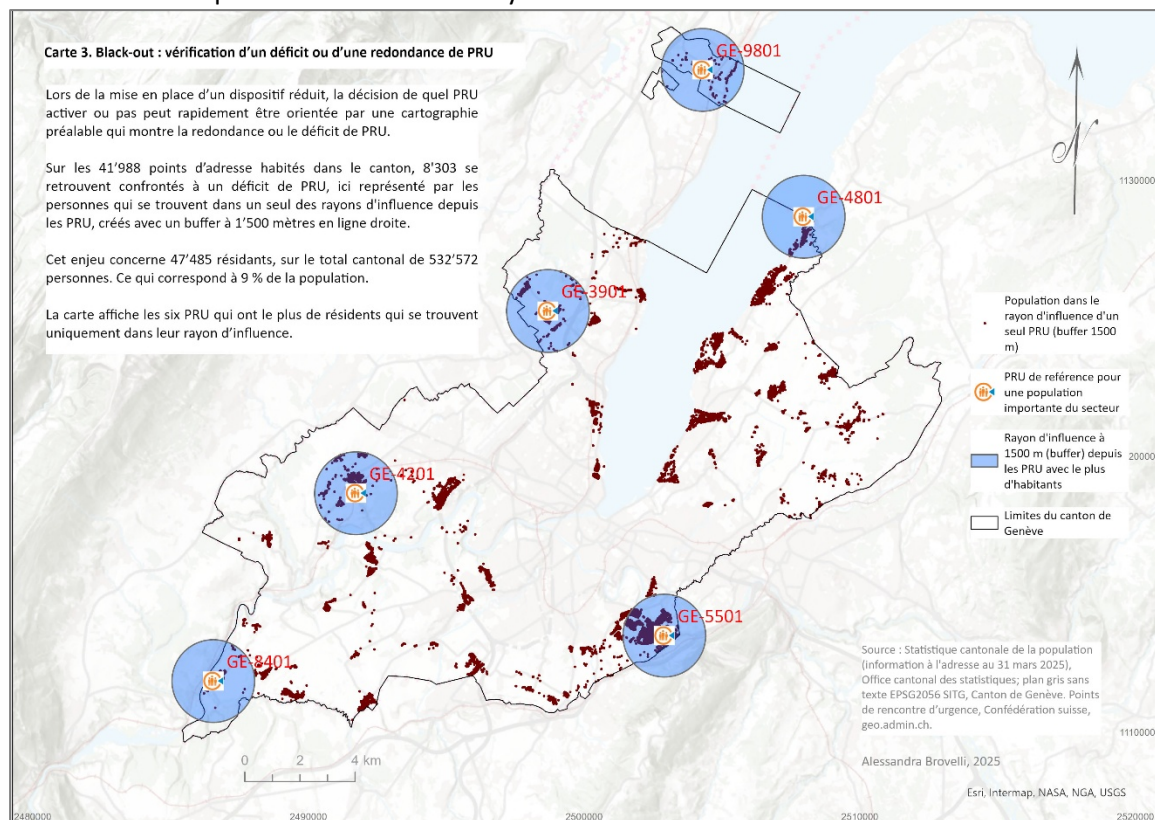 Carte 3. Black-out : vérification d'un déficit ou d'une redondance de PRU
Lors de la mise en place d'un dispositif réduit, la décision de quel PRU
activer ou pas peut rapidement être orientée par une cartographie
préalable qui montre la redondance ou le déficit de PRU.
Sur les 41'988 points d'adresse habités dans le canton, 8'303 se
retrouvent confrontés à un déficit de PRU, ici représenté par les
personnes qui se trouvent dans un seul des rayons d'influence depuis
les PRU, créés avec un buffer à 1'500 mètres en ligne droite.
Cet enjeu concerne 47'485 résidants, sur le total cantonal de 532'572
personnes. Ce qui correspond à 9 % de la population.
La carte affiche les six PRU qui ont le plus de résidents qui se trouvent
uniquement dans leur rayon d'influence.
GE-9801
N
1130000
GE-4801
GE-3901
Population dans le
rayon d'influence d'un
seul PRU (buffer 1500
m)
PRU de reférence pour
une population
importante du secteur
Rayon d'influence à
1500 m (buffer) depuis
les PRU avec le plus
d'habitants
20000
GE-4201
Limites du canton de
Genève
GE-5501
GE-8401
Source : Statistique cantonale de la population
(information à l'adresse au 31 mars 2025),
Office cantonal des statistiques; plan gris sans
texte EPSG2056 SITG, Canton de Genève. Points
de rencontre d'urgence, Confédération suisse,
geo.admin.ch.
1110000
Alessandra Brovelli, 2025
0 2 4 km
Esri, Intermap, NASA, NGA, USGS
2480000 2490000 2500000 2510000 2520000